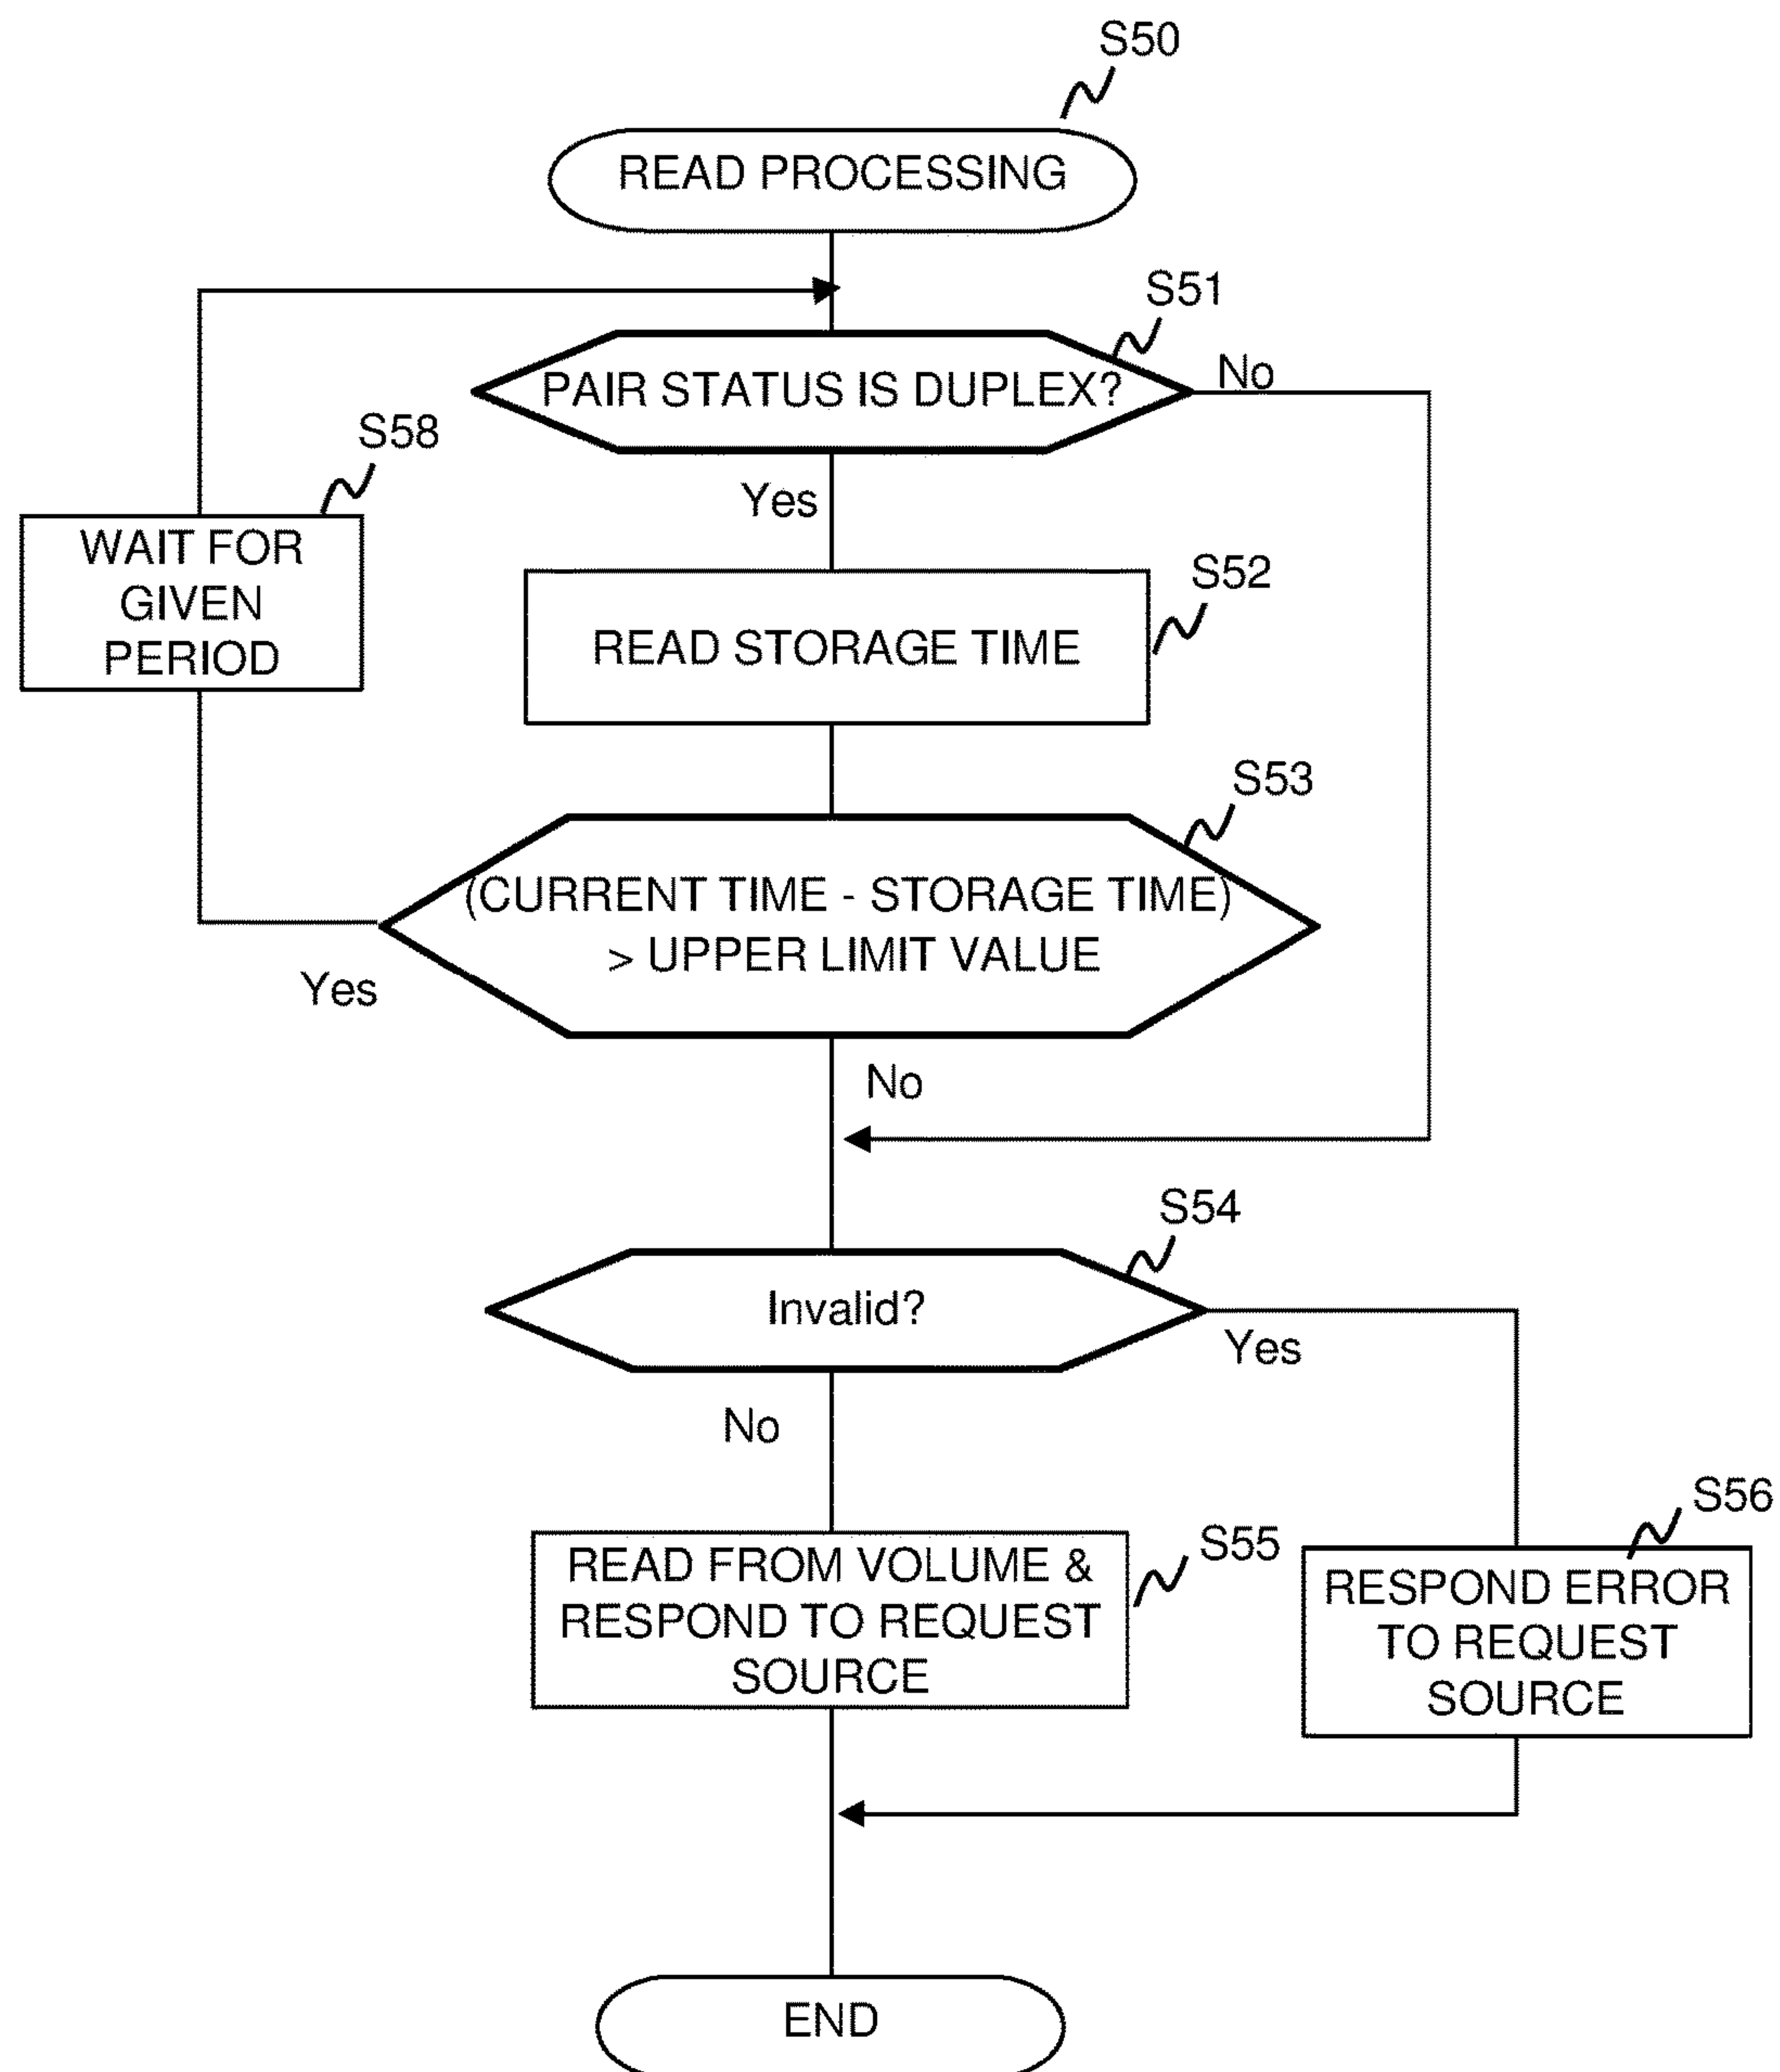 S50
READ PROCESSING
S51
PAIR STATUS IS DUPLEX?
No
S58
Yes
WAIT FOR
GIVEN
PERIOD
S52
READ STORAGE TIME
S53
(CURRENT TIME - STORAGE TIME)
> UPPER LIMIT VALUE
Yes
No
S54
Invalid?
Yes
No
S55
READ FROM VOLUME &
RESPOND TO REQUEST
SOURCE
S56
RESPOND ERROR
TO REQUEST
SOURCE
END